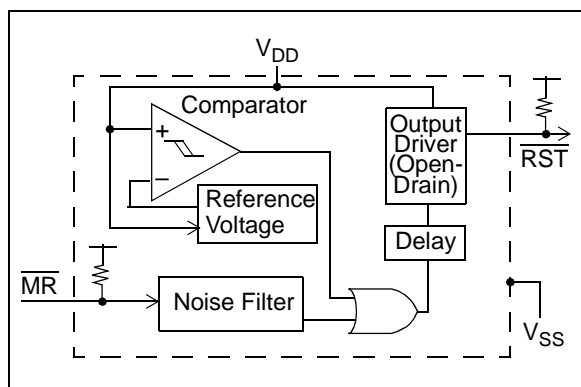 VDD
Comparator
+
−
Reference
Voltage
Output
Driver
(Open-
Drain)
RST
Delay
MR
Noise Filter
VSS